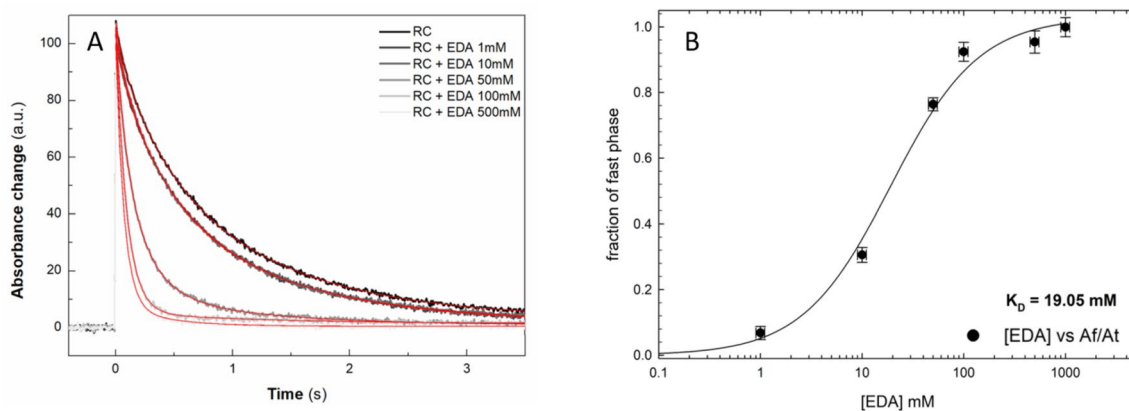 A
RC
RC + EDA 1mM
RC + EDA 10mM
RC + EDA 50mM
RC + EDA 100mM
RC + EDA 500mM
Absorbance change (a.u.)
100
80
60
40
20
0
0
1
2
3
Time (s)
B
fraction of fast phase
1.0
0.8
0.6
0.4
0.2
0.0
K_D = 19.05 mM
[EDA] vs Af/At
0.1
1
10
100
1000
[EDA] mM